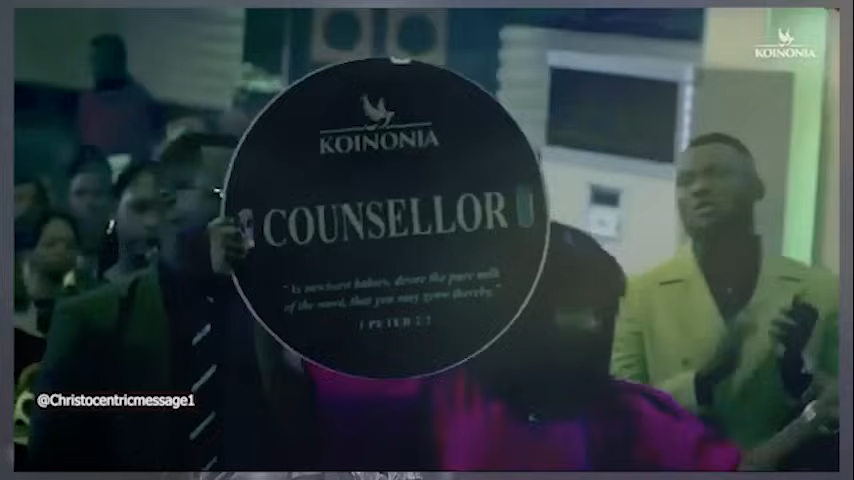 KOINONIA
KOINONIA
COUNSELLOR
newborn babes, desire the pure milk
of the word, that you may grow thereby."
1 PETER 2:2
@Christocentricmessage1